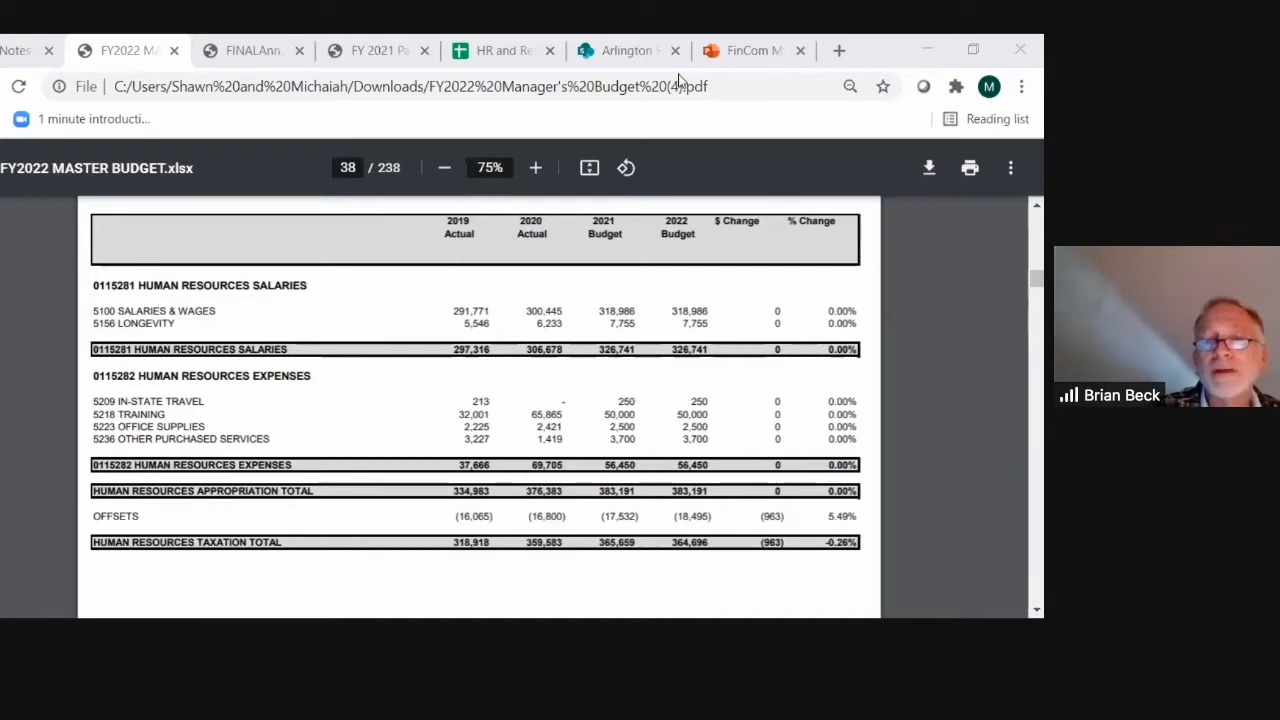 Notes FY2022 MA FINALAnn FY 2021 Pa HR and Re Arlington FinCom M
File C:/Users/Shawn%20and%20Michaiah/Downloads/FY2022%20Manager's%20Budget%20(4).pdf M
1 minute introducti... Reading list
FY2022 MASTER BUDGET.xlsx 38 / 238 75%
2019 2020 2021 2022 $ Change % Change
Actual Actual Budget Budget
0115281 HUMAN RESOURCES SALARIES
5100 SALARIES & WAGES 291,771 300,445 318,986 318,986 0 0.00%
5156 LONGEVITY 5,546 6,233 7,755 7,755 0 0.00%
0115281 HUMAN RESOURCES SALARIES 297,316 306,678 326,741 326,741 0 0.00%
0115282 HUMAN RESOURCES EXPENSES
5209 IN-STATE TRAVEL 213 - 250 250 0 0.00%
5218 TRAINING 32,001 65,865 50,000 50,000 0 0.00%
5223 OFFICE SUPPLIES 2,225 2,421 2,500 2,500 0 0.00%
5236 OTHER PURCHASED SERVICES 3,227 1,419 3,700 3,700 0 0.00%
0115282 HUMAN RESOURCES EXPENSES 37,666 69,705 56,450 56,450 0 0.00%
HUMAN RESOURCES APPROPRIATION TOTAL 334,983 376,383 383,191 383,191 0 0.00%
OFFSETS (16,065) (16,800) (17,532) (18,495) (963) 5.49%
HUMAN RESOURCES TAXATION TOTAL 318,918 359,583 365,659 364,696 (963) -0.26%
Brian Beck